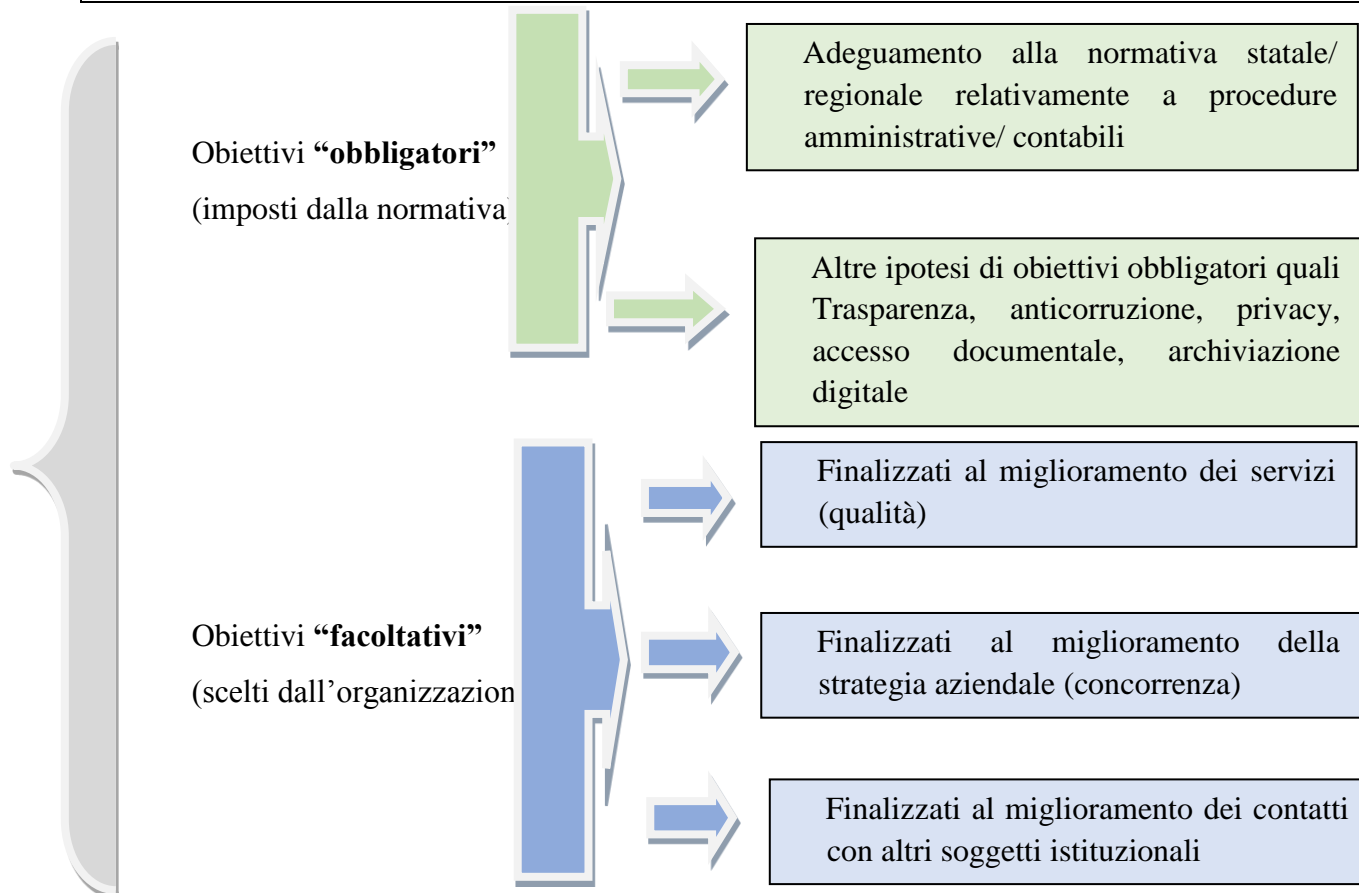 Obiettivi “obbligatori”
(imposti dalla normativa)
Adeguamento alla normativa statale/
regionale relativamente a procedure
amministrative/ contabili
Altre ipotesi di obiettivi obbligatori quali
Trasparenza, anticorruzione, privacy,
accesso documentale, archiviazione
digitale
Obiettivi “facoltativi”
(scelti dall’organizzazion
Finalizzati al miglioramento dei servizi
(qualità)
Finalizzati al miglioramento della
strategia aziendale (concorrenza)
Finalizzati al miglioramento dei contatti
con altri soggetti istituzionali